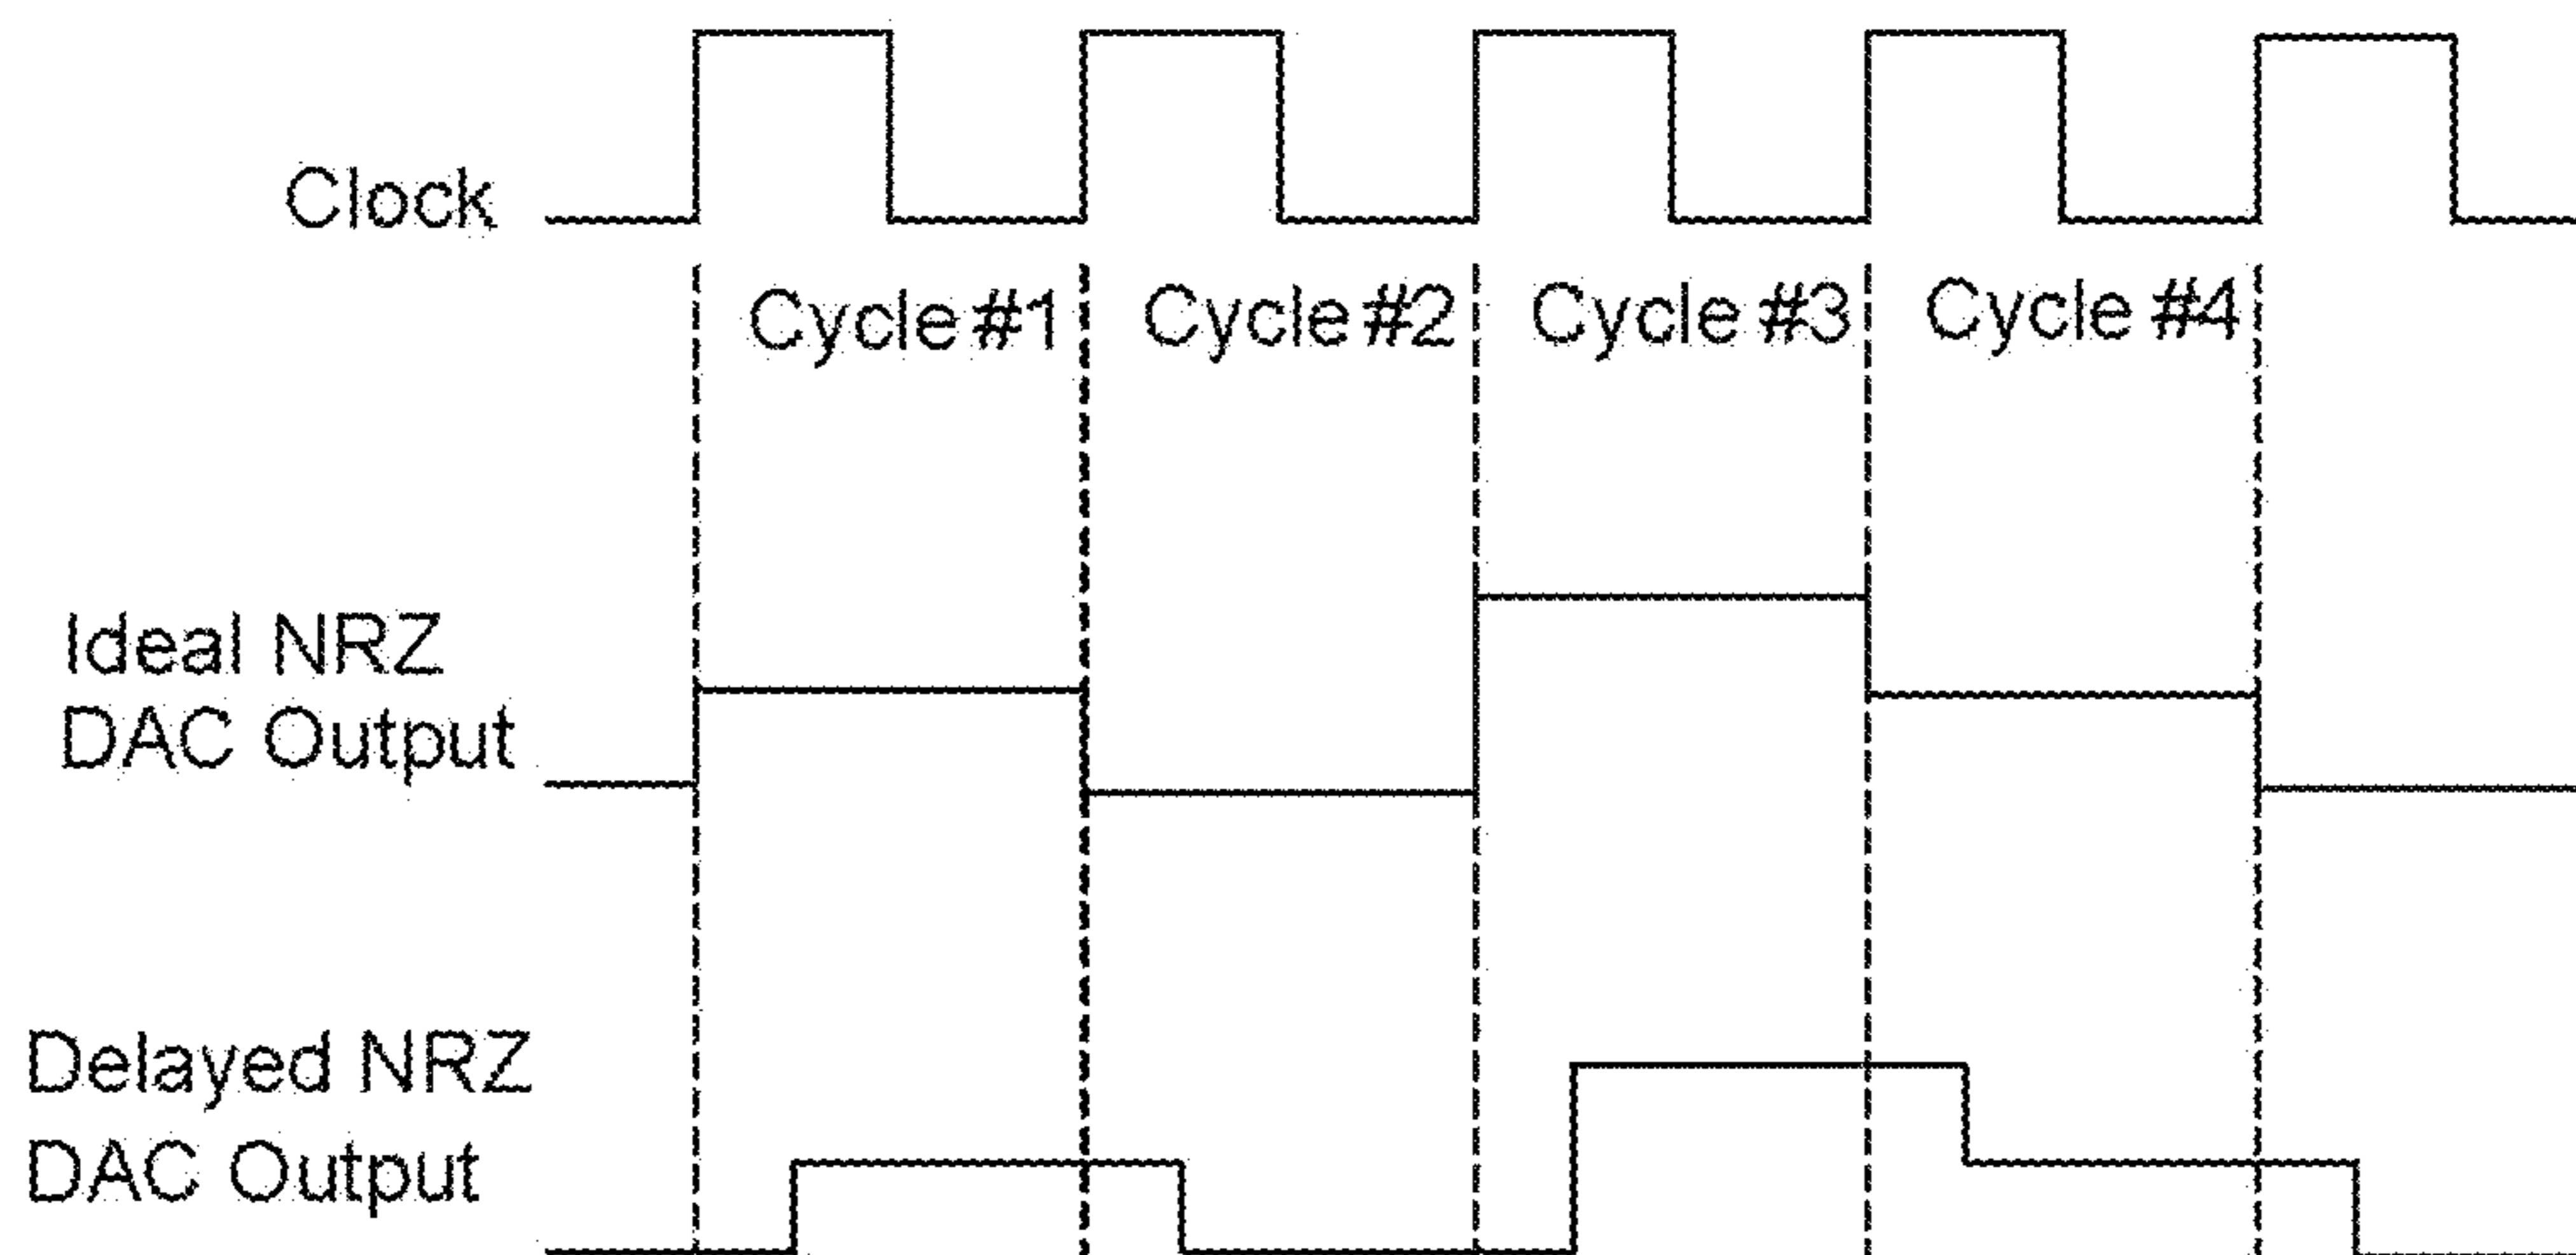 Clock
Cycle #1
Cycle #2
Cycle #3
Cycle #4
Ideal NRZ
DAC Output
Delayed NRZ
DAC Output